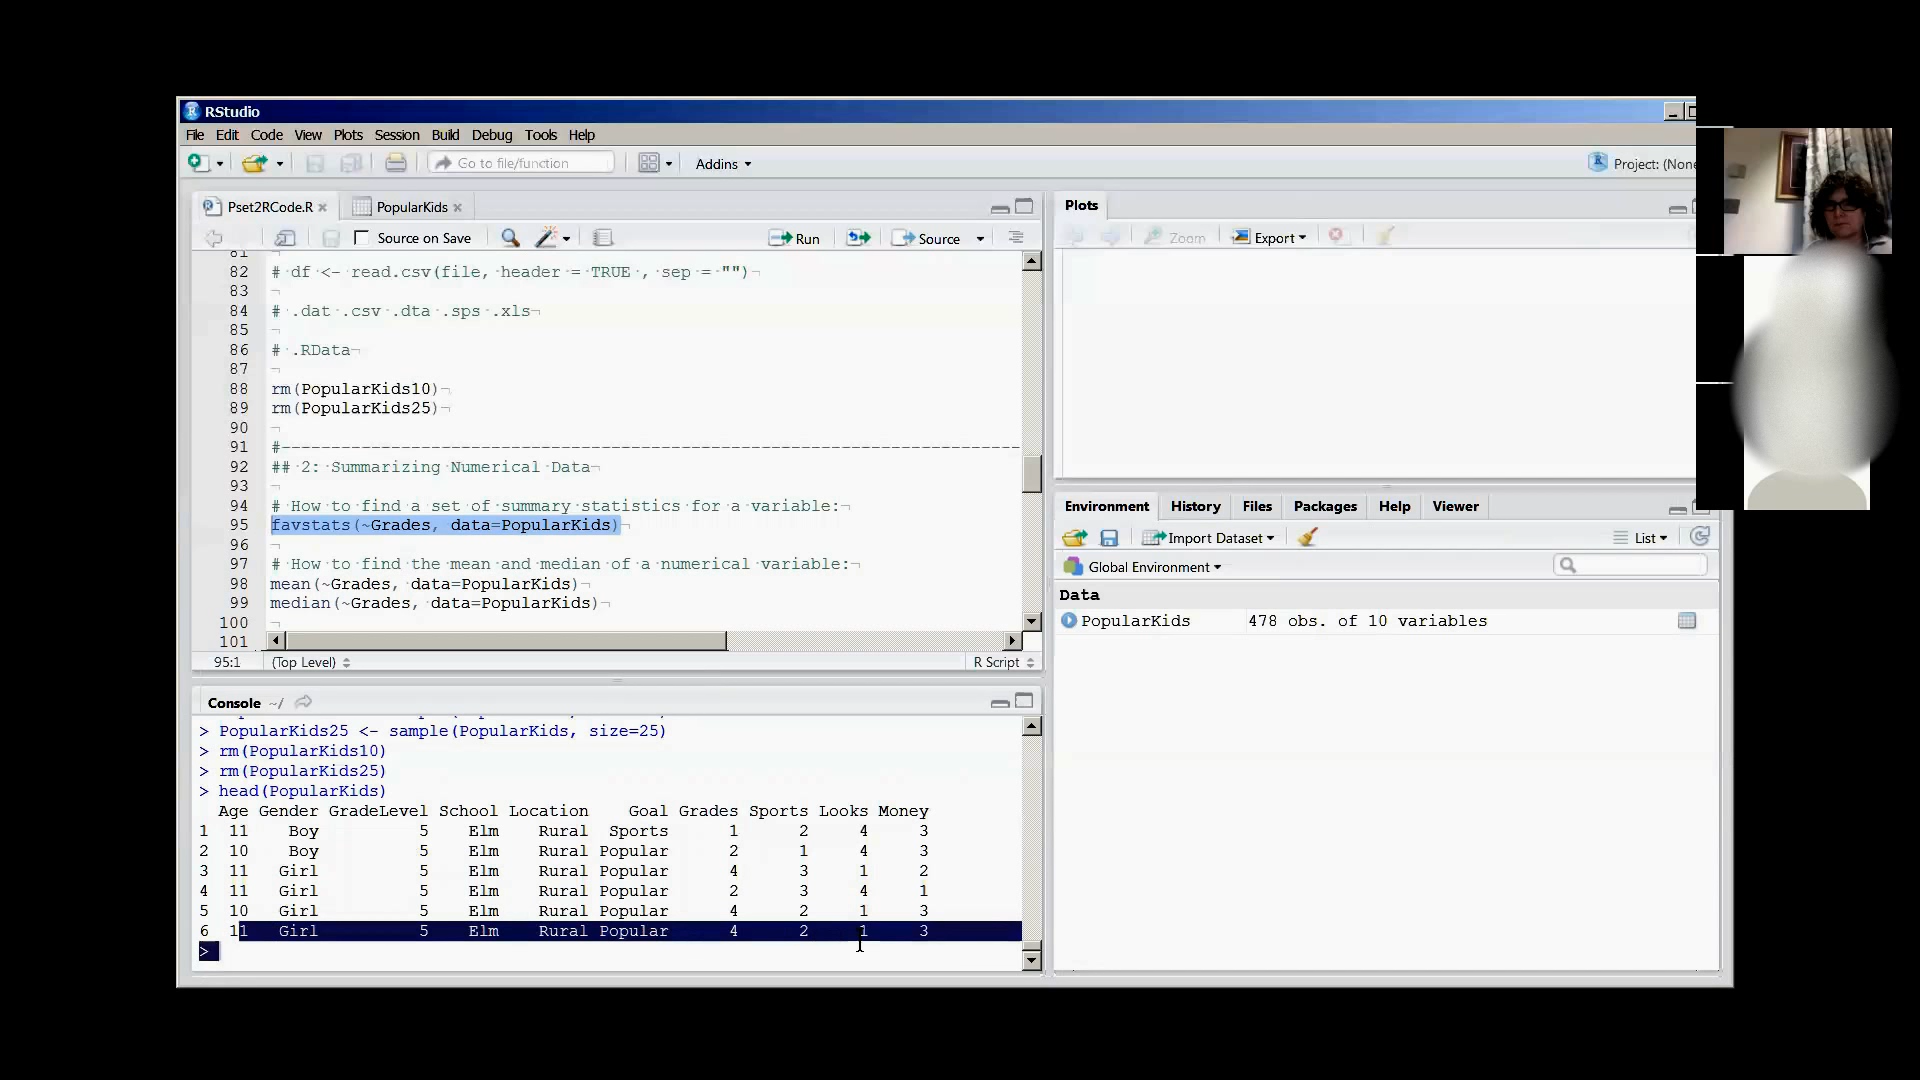 RStudio
File Edit Code View Plots Session Build Debug Tools Help
Go to file/function
Addins
Project: (None
Pset2RCode.R
PopularKids
Source on Save
Run
Source
81
82 # df <- read.csv(file, header = TRUE , sep = "")
83
84 # .dat .csv .dta .sps .xls
85
86 # .RData
87
88 rm(PopularKids10)
89 rm(PopularKids25)
90
91 #--------------------------------------------------------------------------
92 ## 2: Summarizing Numerical Data
93
94 # How to find a set of summary statistics for a variable:
95 favstats(~Grades, data=PopularKids)
96
97 # How to find the mean and median of a numerical variable:
98 mean(~Grades, data=PopularKids)
99 median(~Grades, data=PopularKids)
100
101
95:1 (Top Level) R Script
Console ~/
> PopularKids25 <- sample(PopularKids, size=25)
> rm(PopularKids10)
> rm(PopularKids25)
> head(PopularKids)
Age Gender GradeLevel School Location Goal Grades Sports Looks Money
1 11 Boy 5 Elm Rural Sports 1 2 4 3
2 10 Boy 5 Elm Rural Popular 2 1 4 3
3 11 Girl 5 Elm Rural Popular 4 3 1 2
4 11 Girl 5 Elm Rural Popular 2 3 4 1
5 10 Girl 5 Elm Rural Popular 4 2 1 3
6 11 Girl 5 Elm Rural Popular 4 2 1 3
>
Plots
Zoom
Export
Environment History Files Packages Help Viewer
Import Dataset
List
Global Environment
Data
PopularKids 478 obs. of 10 variables